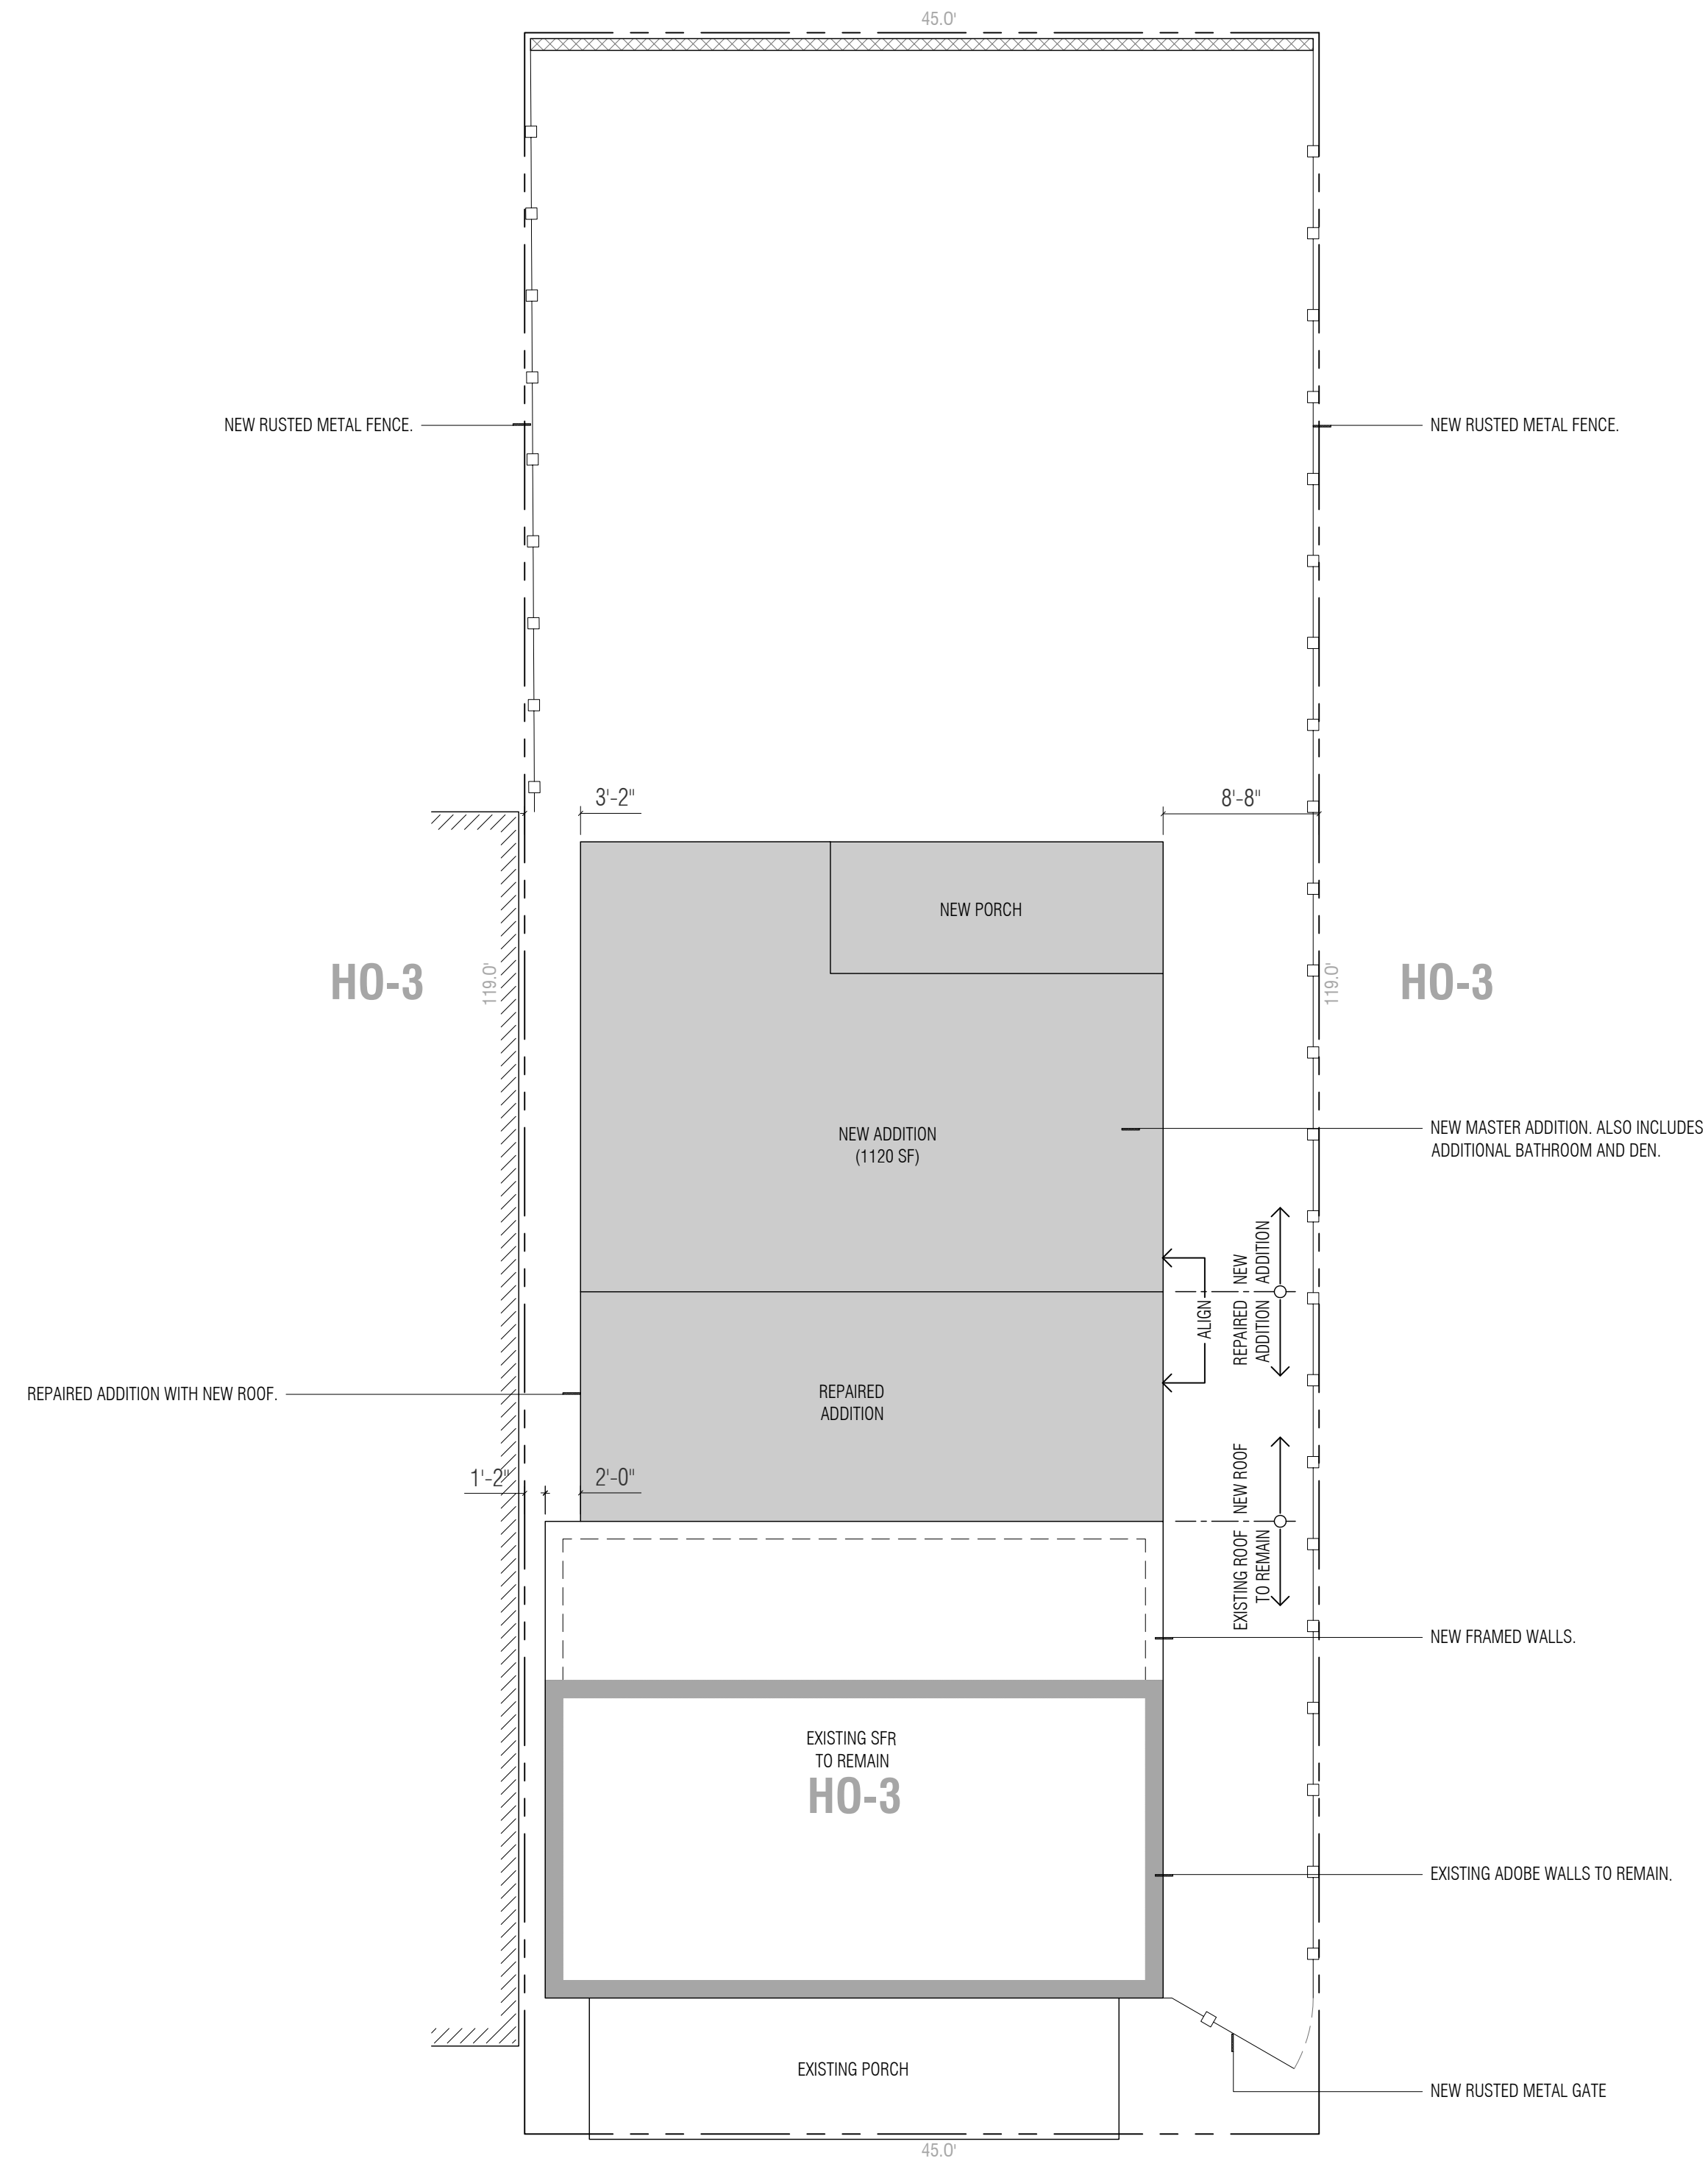 45.0'
NEW RUSTED METAL FENCE.
NEW RUSTED METAL FENCE.
3'-2"
8'-8"
NEW PORCH
HO-3
119.0'
119.0'
HO-3
NEW ADDITION
(1120 SF)
NEW MASTER ADDITION. ALSO INCLUDES
ADDITIONAL BATHROOM AND DEN.
NEW
ADDITION
REPAIRED
ADDITION
ALIGN
REPAIRED ADDITION WITH NEW ROOF.
REPAIRED
ADDITION
1'-2"
2'-0"
NEW ROOF
EXISTING ROOF
TO REMAIN
NEW FRAMED WALLS.
EXISTING SFR
TO REMAIN
HO-3
EXISTING ADOBE WALLS TO REMAIN.
EXISTING PORCH
NEW RUSTED METAL GATE
45.0'